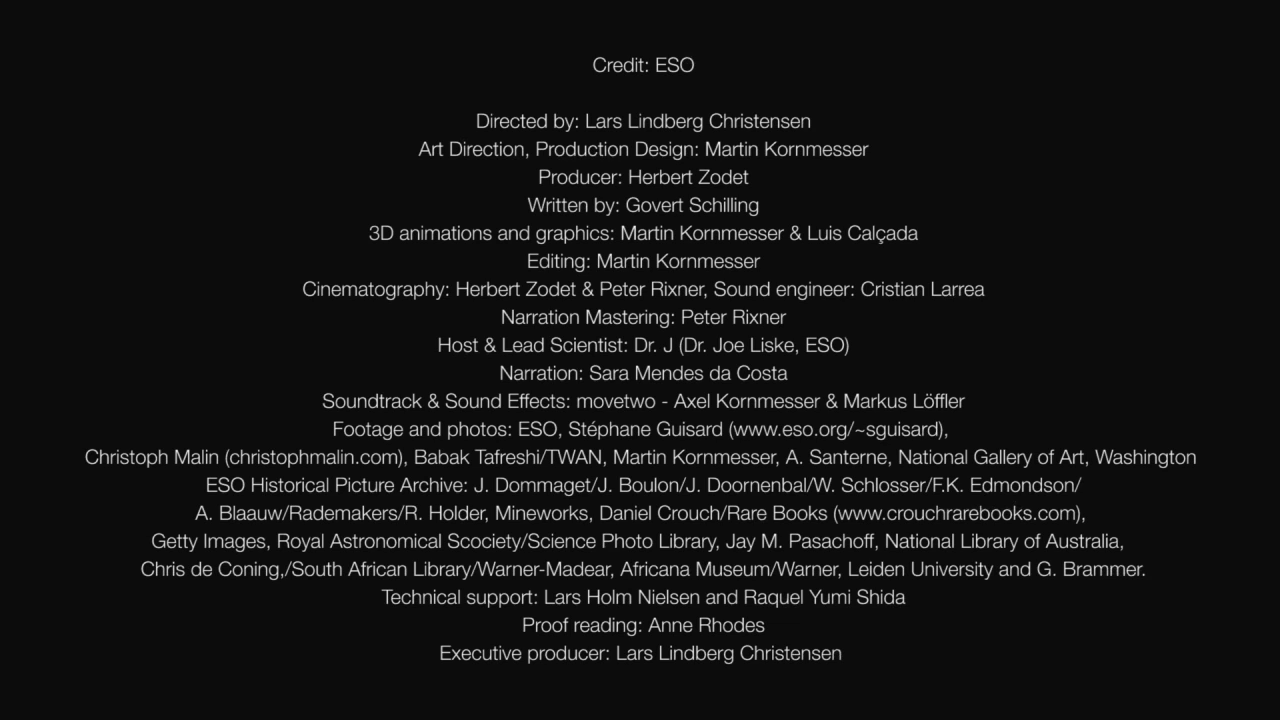 Credit: ESO
Directed by: Lars Lindberg Christensen
Art Direction, Production Design: Martin Kornmesser
Producer: Herbert Zodet
Written by: Govert Schilling
3D animations and graphics: Martin Kornmesser & Luis Calçada
Editing: Martin Kornmesser
Cinematography: Herbert Zodet & Peter Rixner, Sound engineer: Cristian Larrea
Narration Mastering: Peter Rixner
Host & Lead Scientist: Dr. J (Dr. Joe Liske, ESO)
Narration: Sara Mendes da Costa
Soundtrack & Sound Effects: movetwo - Axel Kornmesser & Markus Löffler
Footage and photos: ESO, Stéphane Guisard (www.eso.org/~sguisard),
Christoph Malin (christophmalin.com), Babak Tafreshi/TWAN, Martin Kornmesser, A. Santerne, National Gallery of Art, Washington
ESO Historical Picture Archive: J. Dommaget/J. Boulon/J. Doornenbal/W. Schlosser/F.K. Edmondson/
A. Blaauw/Rademakers/R. Holder, Mineworks, Daniel Crouch/Rare Books (www.crouchrarebooks.com),
Getty Images, Royal Astronomical Scociety/Science Photo Library, Jay M. Pasachoff, National Library of Australia,
Chris de Coning,/South African Library/Warner-Madear, Africana Museum/Warner, Leiden University and G. Brammer.
Technical support: Lars Holm Nielsen and Raquel Yumi Shida
Proof reading: Anne Rhodes
Executive producer: Lars Lindberg Christensen